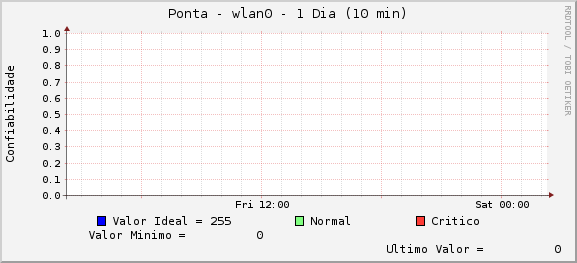 Ponta - wlan0 - 1 Dia (10 min)
RRDTOOL / TOBI OETIKER
Confiabilidade
1.0
0.9
0.8
0.7
0.6
0.5
0.4
0.3
0.2
0.1
0.0
Fri 12:00 Sat 00:00
Valor Ideal = 255 Normal Critico
Valor Minimo = 0
Ultimo Valor = 0